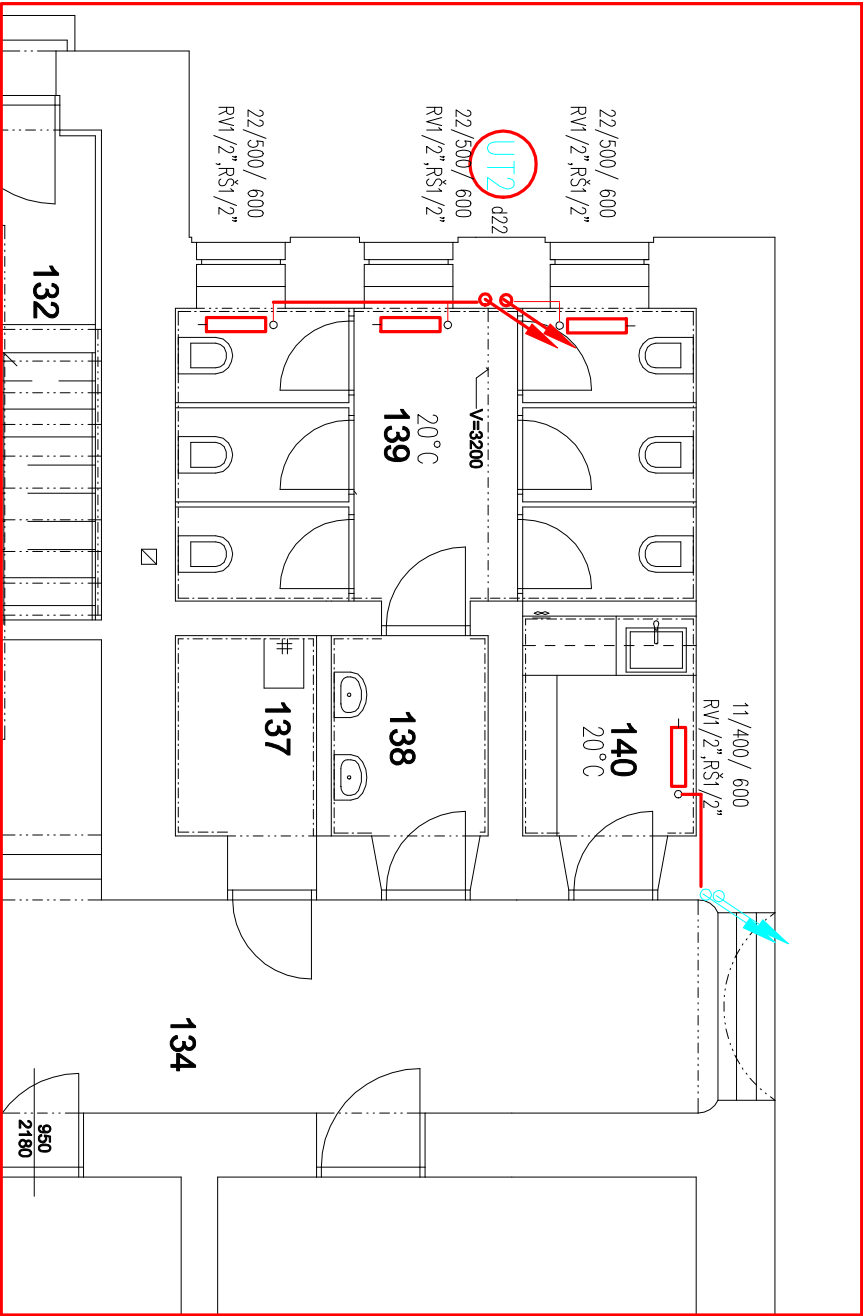 22/500/ 600
RV1/2",RŠ1/2"
22/500/ 600
RV1/2",RŠ1/2"
UT2
d22
22/500/ 600
RV1/2",RŠ1/2"
132
139
20°C
V=3200
11/400/ 600
RV1/2",RŠ1/2"
140
20°C
138
137
134
950
2180